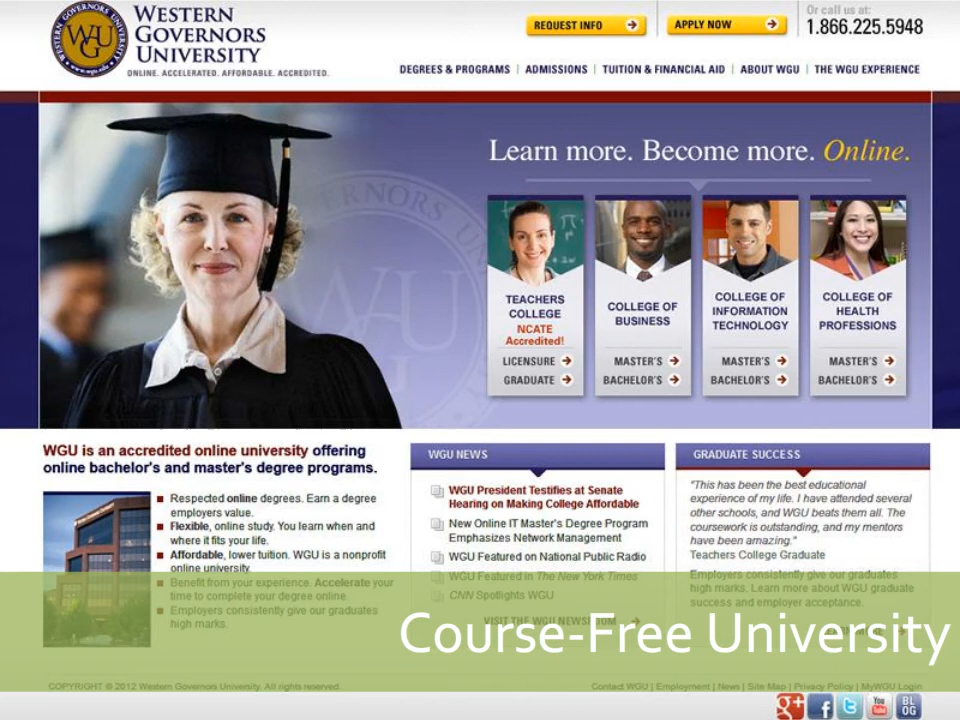 WESTERN
GOVERNORS
UNIVERSITY
ONLINE. ACCELERATED. AFFORDABLE. ACCREDITED.
WGU
REQUEST INFO
APPLY NOW
Or call us at:
1.866.225.5948
DEGREES & PROGRAMS | ADMISSIONS | TUITION & FINANCIAL AID | ABOUT WGU | THE WGU EXPERIENCE
Learn more. Become more. Online.
TEACHERS
COLLEGE
NCATE
Accredited!
LICENSURE
GRADUATE
COLLEGE OF
BUSINESS
MASTER'S
BACHELOR'S
COLLEGE OF
INFORMATION
TECHNOLOGY
MASTER'S
BACHELOR'S
COLLEGE OF
HEALTH
PROFESSIONS
MASTER'S
BACHELOR'S
WGU is an accredited online university offering
online bachelor's and master's degree programs.
Respected online degrees. Earn a degree
employers value.
Flexible, online study. You learn when and
where it fits your life.
Affordable, lower tuition. WGU is a nonprofit
online university.
Benefit from your experience. Accelerate your
time to complete your degree online.
Employers consistently give our graduates
high marks.
WGU NEWS
WGU President Testifies at Senate
Hearing on Making College Affordable
New Online IT Master's Degree Program
Emphasizes Network Management
WGU Featured on National Public Radio
WGU Featured in The New York Times
CNN Spotlights WGU
VISIT THE WGU NEWSROOM
GRADUATE SUCCESS
"This has been the best educational
experience of my life. I have attended several
other schools, and WGU beats them all. The
coursework is outstanding, and my mentors
have been amazing."
Teachers College Graduate
Employers consistently give our graduates
high marks. Learn more about WGU graduate
success and employer acceptance.
Course-Free University
COPYRIGHT © 2012 Western Governors University. All rights reserved.
Contact WGU | Employment | News | Site Map | Privacy Policy | MyWGU Login
g+
f
You
Tube
BL
OG